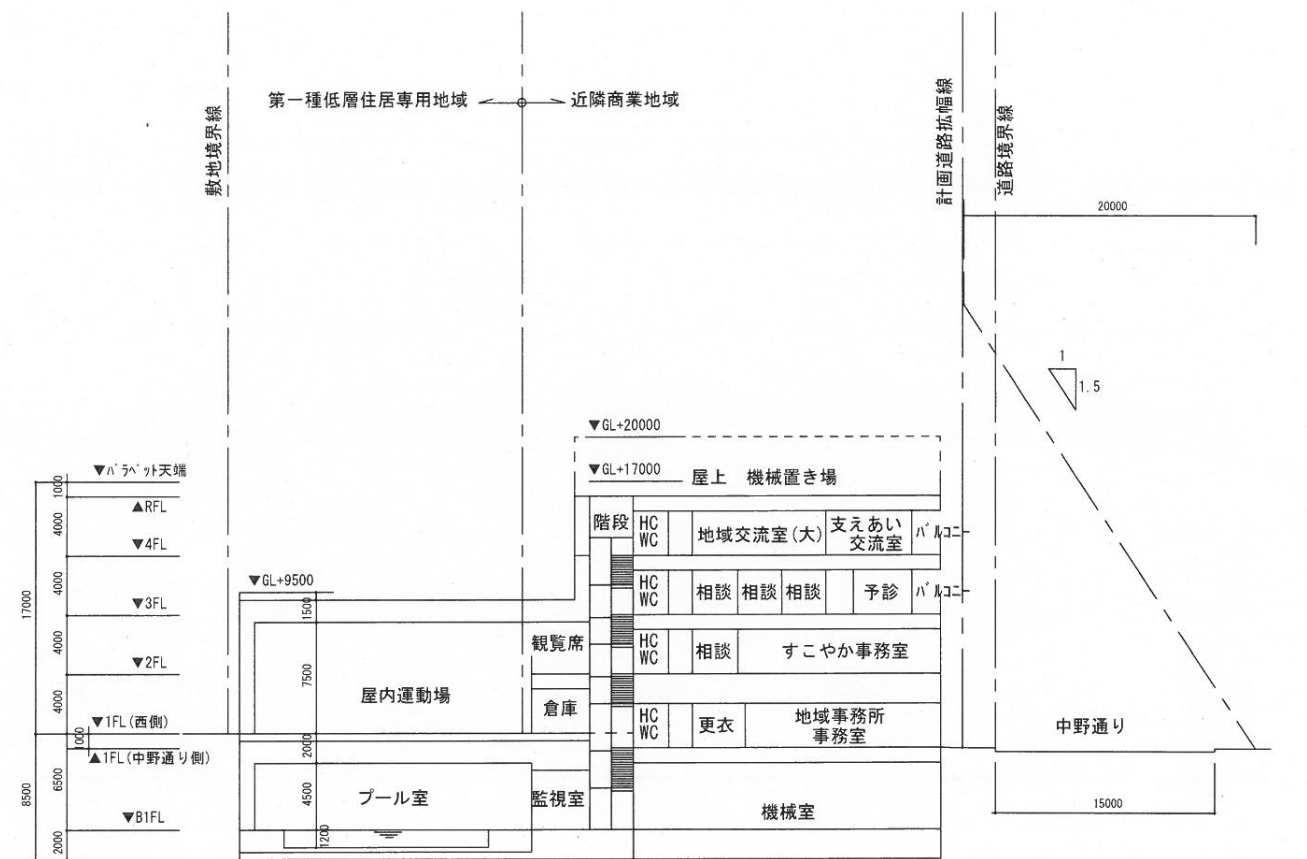 第一種低層住居専用地域
近隣商業地域
敷地境界線
計画道路拡幅線
道路境界線
20000
1
1.5
▼GL+20000
▼GL+17000
屋上 機械置き場
▼パラペット天端
▲RFL
▼4FL
▼3FL
▼2FL
▼1FL(西側)
▲1FL(中野通り側)
▼B1FL
1000
4000
4000
4000
4000
1000
6500
2000
17000
8500
▼GL+9500
1500
7500
2000
4500
1200
階段
HC
WC
地域交流室(大)
支えあい
交流室
バルコニー
HC
WC
相談
相談
相談
予診
バルコニー
観覧席
HC
WC
相談
すこやか事務室
屋内運動場
倉庫
HC
WC
更衣
地域事務所
事務室
中野通り
プール室
監視室
機械室
15000